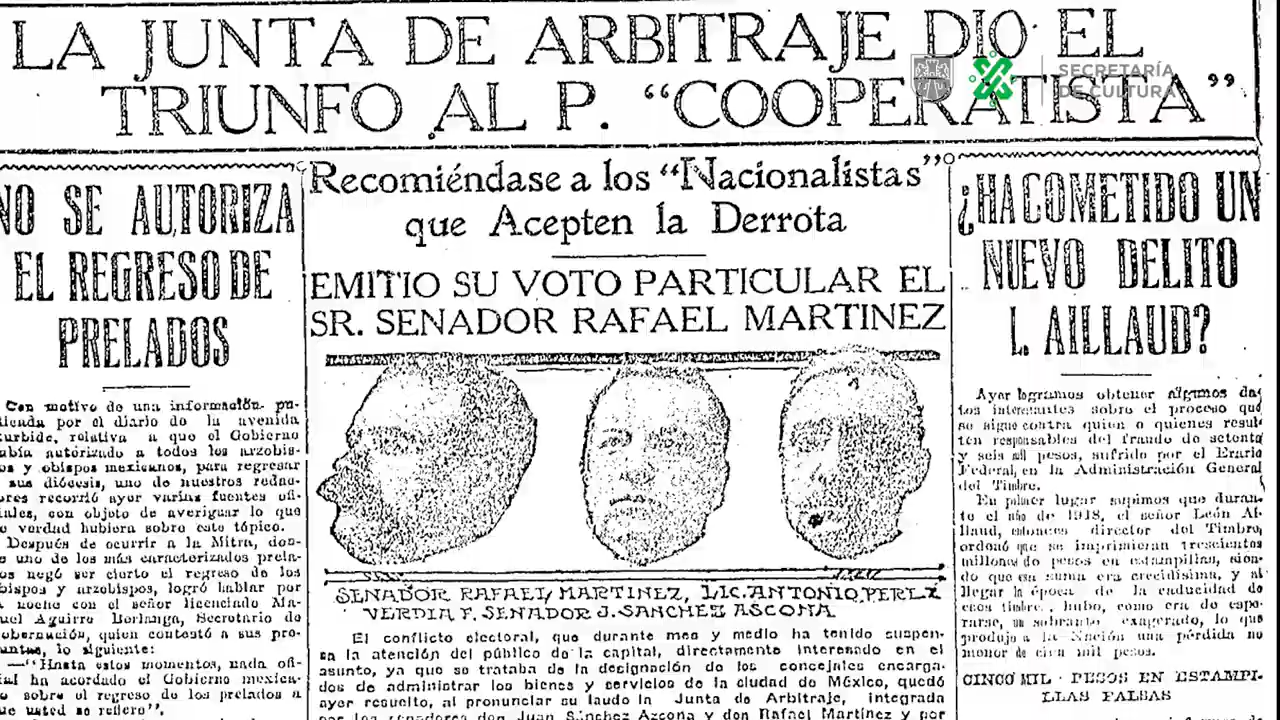 LA JUNTA DE ARBITRAJE DIO EL
TRIUNFO AL P. “COOPERATISTA”
SECRETARÍA
DE CULTURA
NO SE AUTORIZA
EL REGRESO DE
PRELADOS
Con motivo de una información pu-
por el diario de la avenida
relativa a que el Gobierno
autorizado a todos los arzobis-
y obispos mexicanos, para regresar
sus diócesis, uno de nuestros redac-
recorrió ayer varias fuentes ofi-
con objeto de averiguar lo que
verdad hubiera sobre este tópico.
Después de ocurrir a la Mitra, don-
uno de los más caracterizados prela-
negó ser cierto el regreso de los
y arzobispos, logró hablar por
noche con el señor licenciado Ma-
Aguirre Berlanga, Secretario de
quien contestó a sus pre-
lo siguiente:
—“Hasta estos momentos, nada ofi-
ha acordado el Gobierno mexica-
sobre el regreso de los prelados a
que usted se refiere”.
Recomiéndase a los “Nacionalistas”
que Acepten la Derrota
EMITIO SU VOTO PARTICULAR EL
SR. SENADOR RAFAEL MARTINEZ
SENADOR RAFAEL MARTINEZ, LIC. ANTONIO PEREZ
VERDIA F. SENADOR J. SANCHEZ ASCONA
El conflicto electoral, que durante mes y medio ha tenido suspen-
sa la atención del público de la capital, directamente interesado en el
asunto, ya que se trataba de la designación de los concejales encarga-
dos de administrar los bienes y servicios de la ciudad de México, quedó
ayer resuelto, al pronunciar su laudo la Junta de Arbitraje, integrada
por los senadores don Juan Sánchez Azcona y don Rafael Martínez y por
¿HA COMETIDO UN
NUEVO DELITO
L. AILLAUD?
Ayer logramos obtener algunos da-
tos interesantes sobre el proceso que
se sigue contra quien o quienes resul-
ten responsables del fraude de setenta
y seis mil pesos, sufrido por el Erario
Federal, en la Administración General
del Timbre.
En primer lugar supimos que duran-
te el año de 1918, el señor León Ai-
llaud, entonces director del Timbre,
ordenó que se imprimieran trescientos
millones de pesos en estampillas, sien-
do que esa suma era crecidísima, y al
llegar la época de la caducidad de
esos timbres, hubo, como era de espe-
rarse, un sobrante exagerado, lo que
produjo a la Nación una pérdida no
menor de cien mil pesos.
CINCO MIL PESOS EN ESTAMPI-
LLAS FALSAS